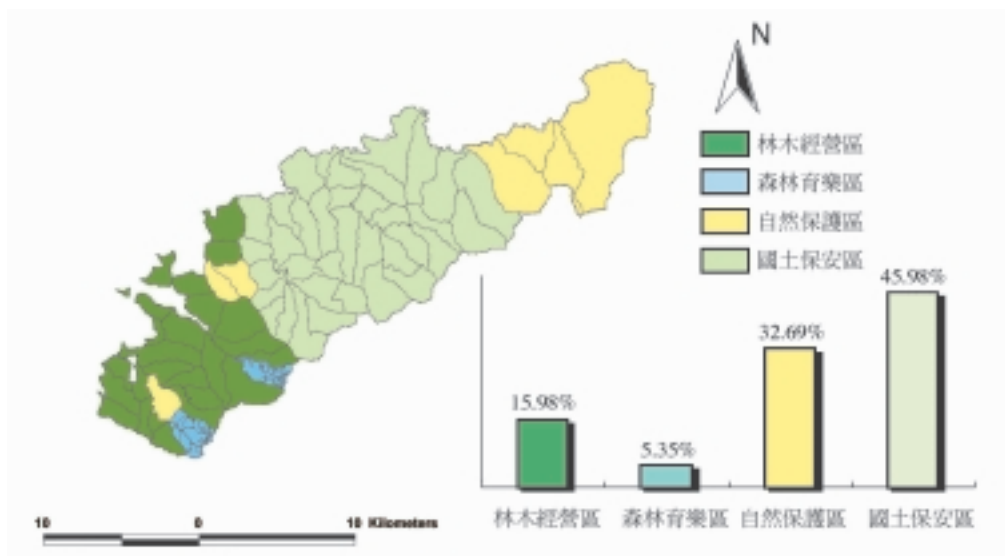 N
林木經營區
森林育樂區
自然保護區
國土保安區
45.98%
32.69%
15.98%
5.35%
林木經營區 森林育樂區 自然保護區 國土保安區
10 0 10 Kilometers